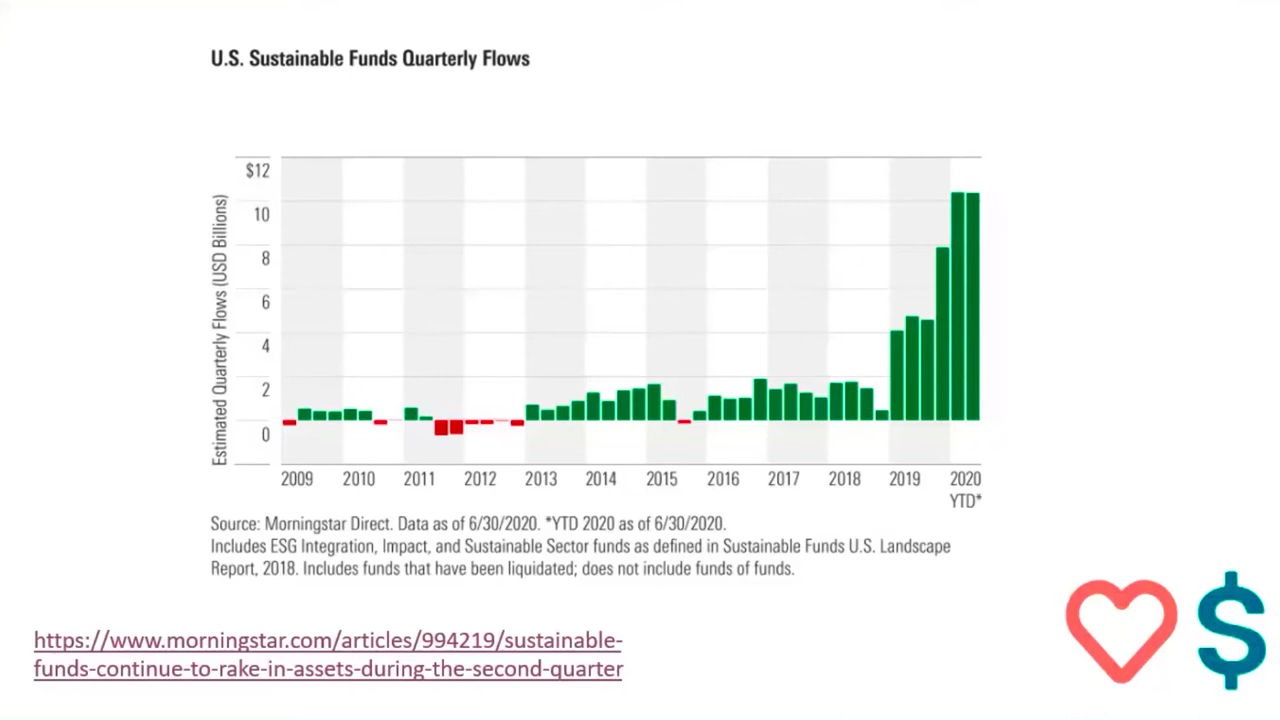 U.S. Sustainable Funds Quarterly Flows
Estimated Quarterly Flows (USD Billions)
$12
10
8
6
4
2
0
2009 2010 2011 2012 2013 2014 2015 2016 2017 2018 2019 2020
YTD*
Source: Morningstar Direct. Data as of 6/30/2020. *YTD 2020 as of 6/30/2020.
Includes ESG Integration, Impact, and Sustainable Sector funds as defined in Sustainable Funds U.S. Landscape
Report, 2018. Includes funds that have been liquidated; does not include funds of funds.
https://www.morningstar.com/articles/994219/sustainable-
funds-continue-to-rake-in-assets-during-the-second-quarter
$